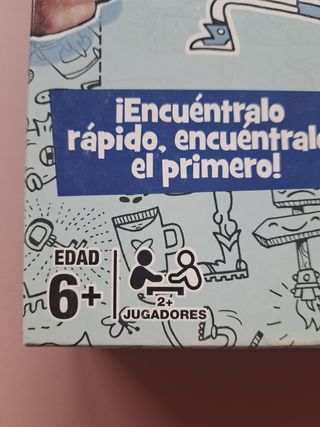 ¡Encuéntralo
rápido, encuéntralo
el primero!
EDAD
6+
2+
JUGADORES